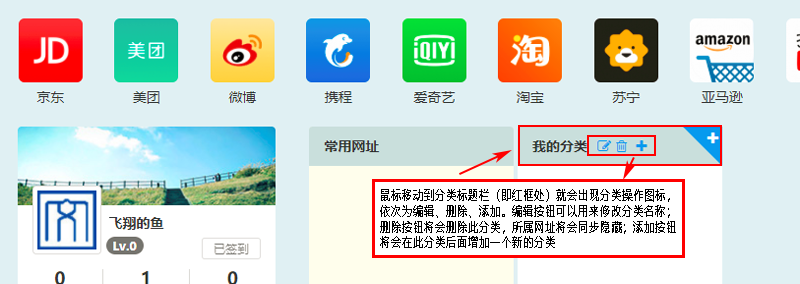 JD
美团
iQIYI
淘
amazon
京东
美团
微博
携程
爱奇艺
淘宝
苏宁
亚马逊
常用网址
我的分类
鼠标移动到分类标题栏（即红框处）就会出现分类操作图标，
依次为编辑、删除、添加。编辑按钮可以用来修改分类名称；
删除按钮将会删除此分类，所属网址将会同步隐藏；添加按钮
将会在此分类后面增加一个新的分类
飞翔的鱼
Lv.0
已签到
0
1
0